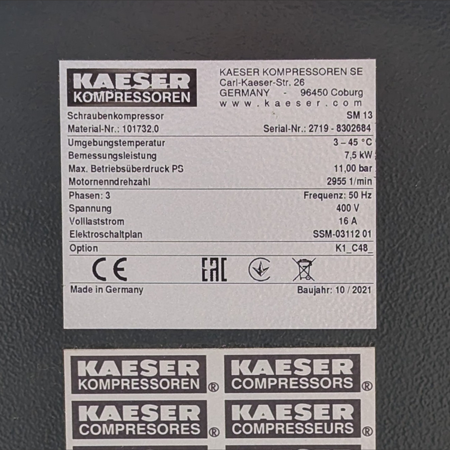 KAESER
KOMPRESSOREN
KAESER KOMPRESSOREN SE
Carl-Kaeser-Str. 26
GERMANY - 96450 Coburg
www.kaeser.com
Schraubenkompressor SM 13
Material-Nr.: 101732.0 Serial-Nr.: 2719 - 8302684
Umgebungstemperatur 3 – 45 °C
Bemessungsleistung 7,5 kW
Max. Betriebsüberdruck PS 11,00 bar
Motornenndrehzahl 2955 1/min
Phasen: 3 Frequenz: 50 Hz
Spannung 400 V
Volllaststrom 16 A
Elektroschaltplan SSM-03112 01
Option K1_C48_
CE EAC
Made in Germany Baujahr: 10 / 2021
KAESER KAESER
KOMPRESSOREN® COMPRESSORS®
KAESER KAESER
COMPRESORES® COMPRESSEURS®